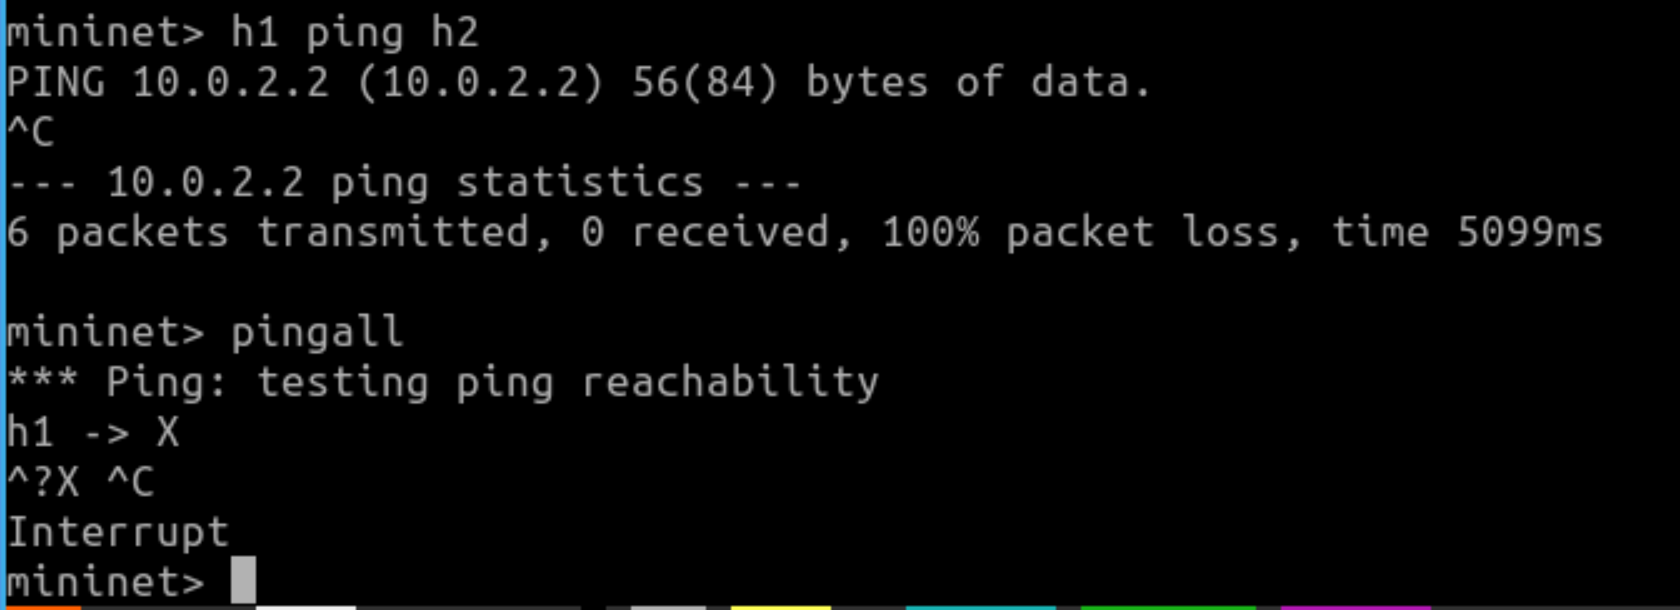 mininet> h1 ping h2
PING 10.0.2.2 (10.0.2.2) 56(84) bytes of data.
^C
--- 10.0.2.2 ping statistics ---
6 packets transmitted, 0 received, 100% packet loss, time 5099ms
mininet> pingall
*** Ping: testing ping reachability
h1 -> X
^?X ^C
Interrupt
mininet>